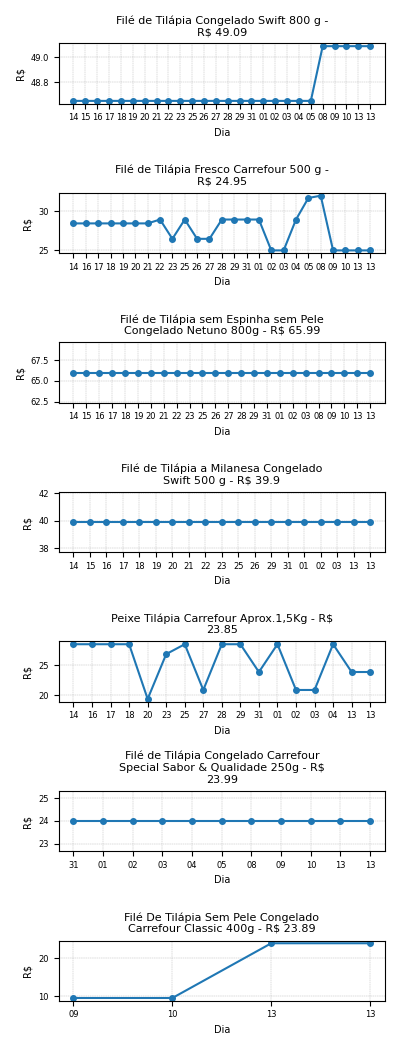 Filé de Tilápia Congelado Swift 800 g -
R$ 49.09
49.0
48.8
R$
14 15 16 17 18 19 20 21 22 23 25 26 27 28 29 31 01 02 03 04 05 08 09 10 13 13
Dia
Filé de Tilápia Fresco Carrefour 500 g -
R$ 24.95
30
25
R$
14 15 16 17 18 19 20 21 22 23 25 26 27 28 29 31 01 02 03 04 05 08 09 10 13 13
Dia
Filé de Tilápia sem Espinha sem Pele
Congelado Netuno 800g - R$ 65.99
67.5
65.0
62.5
R$
14 15 16 17 18 19 20 21 22 23 25 26 27 28 29 31 01 02 03 08 09 10 13 13
Dia
Filé de Tilápia a Milanesa Congelado
Swift 500 g - R$ 39.9
42
40
38
R$
14 15 16 17 18 19 20 21 22 23 25 26 29 31 01 02 03 13 13
Dia
Peixe Tilápia Carrefour Aprox.1,5Kg - R$
23.85
25
20
R$
14 16 17 18 20 23 25 27 28 29 31 01 02 03 04 13 13
Dia
Filé de Tilápia Congelado Carrefour
Special Sabor & Qualidade 250g - R$
23.99
25
24
23
R$
31 01 02 03 04 05 08 09 10 13 13
Dia
Filé De Tilápia Sem Pele Congelado
Carrefour Classic 400g - R$ 23.89
20
10
R$
09 10 13 13
Dia